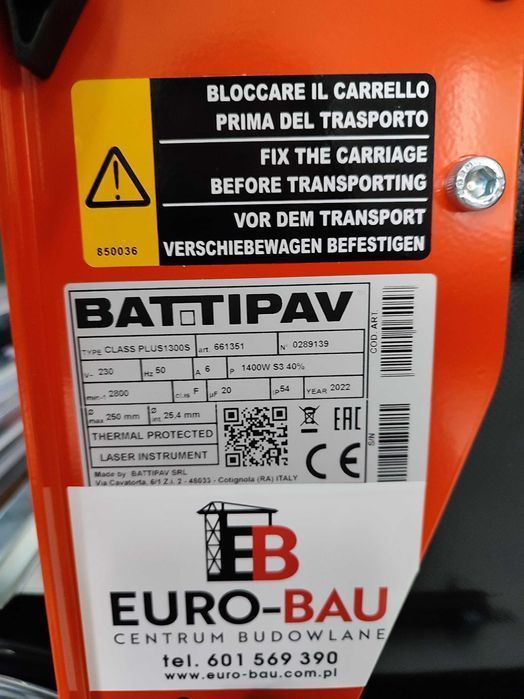 BLOCCARE IL CARRELLO
PRIMA DEL TRASPORTO
FIX THE CARRIAGE
BEFORE TRANSPORTING
VOR DEM TRANSPORT
VERSCHIEBEWAGEN BEFESTIGEN
850036
BATTIPAV
TYPE CLASS PLUS1300S art. 661351 N° 0289139
V~ 230 Hz 50 A 6 P 1400W S3 40%
min-1 2800 cl.is F µF 20 IP54 YEAR 2022
Ø max 250 mm Ø int. 25,4 mm
THERMAL PROTECTED
LASER INSTRUMENT
EAC
CE
Made by BATTIPAV SRL
Via Cavatorta, 6/1 Z.i. 2 - 48033 - Cotignola (RA) ITALY
COD. ART.
S/N
EB
EURO-BAU
CENTRUM BUDOWLANE
tel. 601 569 390
www.euro-bau.com.pl